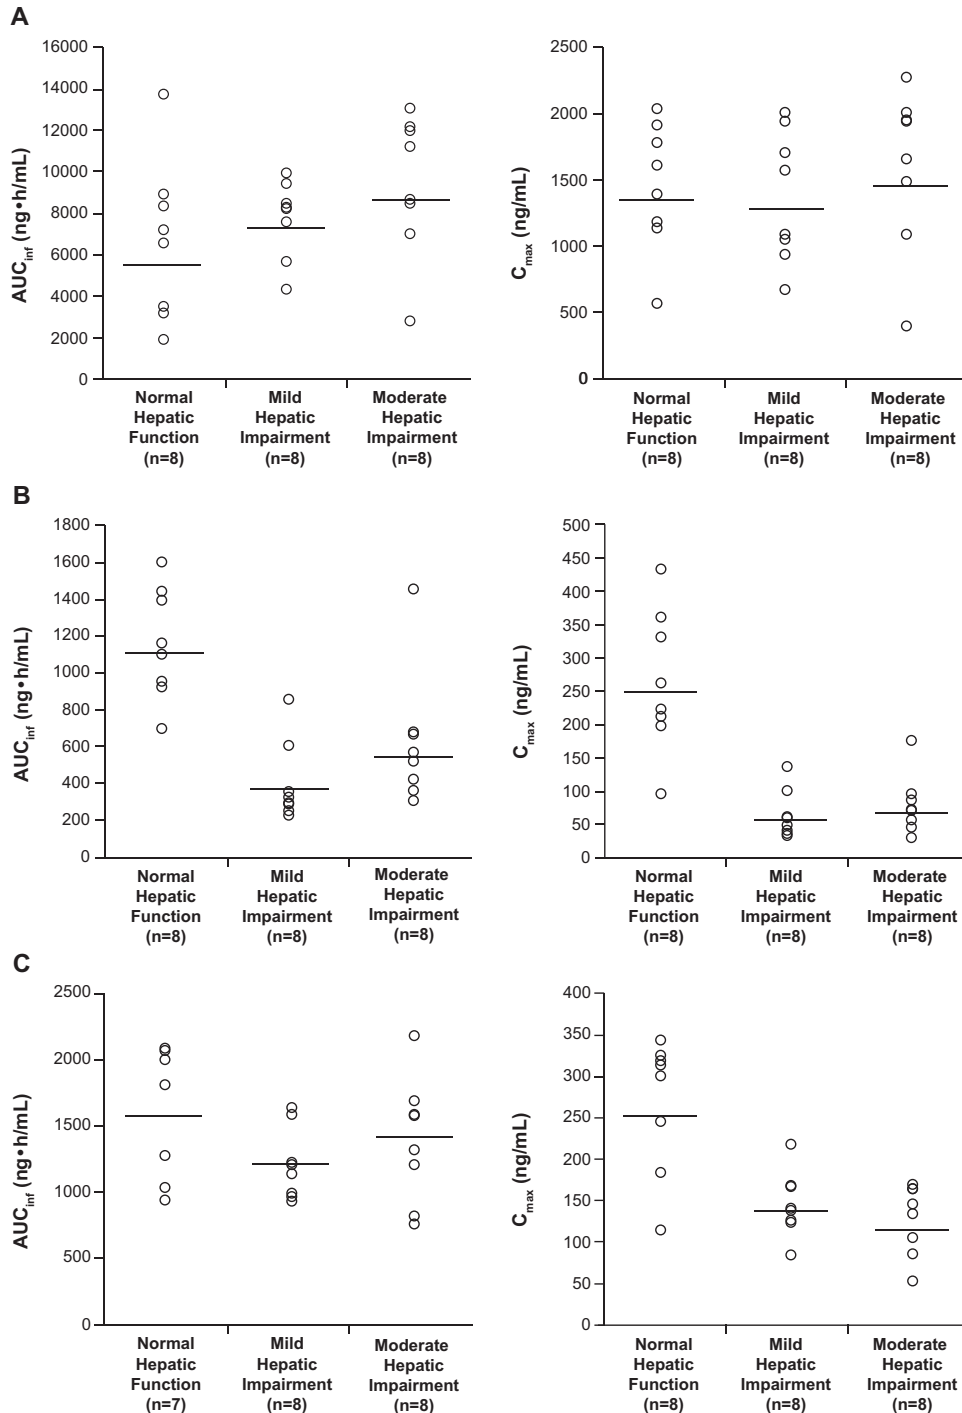 A
AUCinf (ng•h/mL)
16000
14000
12000
10000
8000
6000
4000
2000
0
Normal
Hepatic
Function
(n=8)
Mild
Hepatic
Impairment
(n=8)
Moderate
Hepatic
Impairment
(n=8)
Cmax (ng/mL)
2500
2000
1500
1000
500
0
Normal
Hepatic
Function
(n=8)
Mild
Hepatic
Impairment
(n=8)
Moderate
Hepatic
Impairment
(n=8)
B
AUCinf (ng•h/mL)
1800
1600
1400
1200
1000
800
600
400
200
0
Normal
Hepatic
Function
(n=8)
Mild
Hepatic
Impairment
(n=8)
Moderate
Hepatic
Impairment
(n=8)
Cmax (ng/mL)
500
450
400
350
300
250
200
150
100
50
0
Normal
Hepatic
Function
(n=8)
Mild
Hepatic
Impairment
(n=8)
Moderate
Hepatic
Impairment
(n=8)
C
AUCinf (ng•h/mL)
2500
2000
1500
1000
500
0
Normal
Hepatic
Function
(n=7)
Mild
Hepatic
Impairment
(n=8)
Moderate
Hepatic
Impairment
(n=8)
Cmax (ng/mL)
400
350
300
250
200
150
100
50
0
Normal
Hepatic
Function
(n=8)
Mild
Hepatic
Impairment
(n=8)
Moderate
Hepatic
Impairment
(n=8)